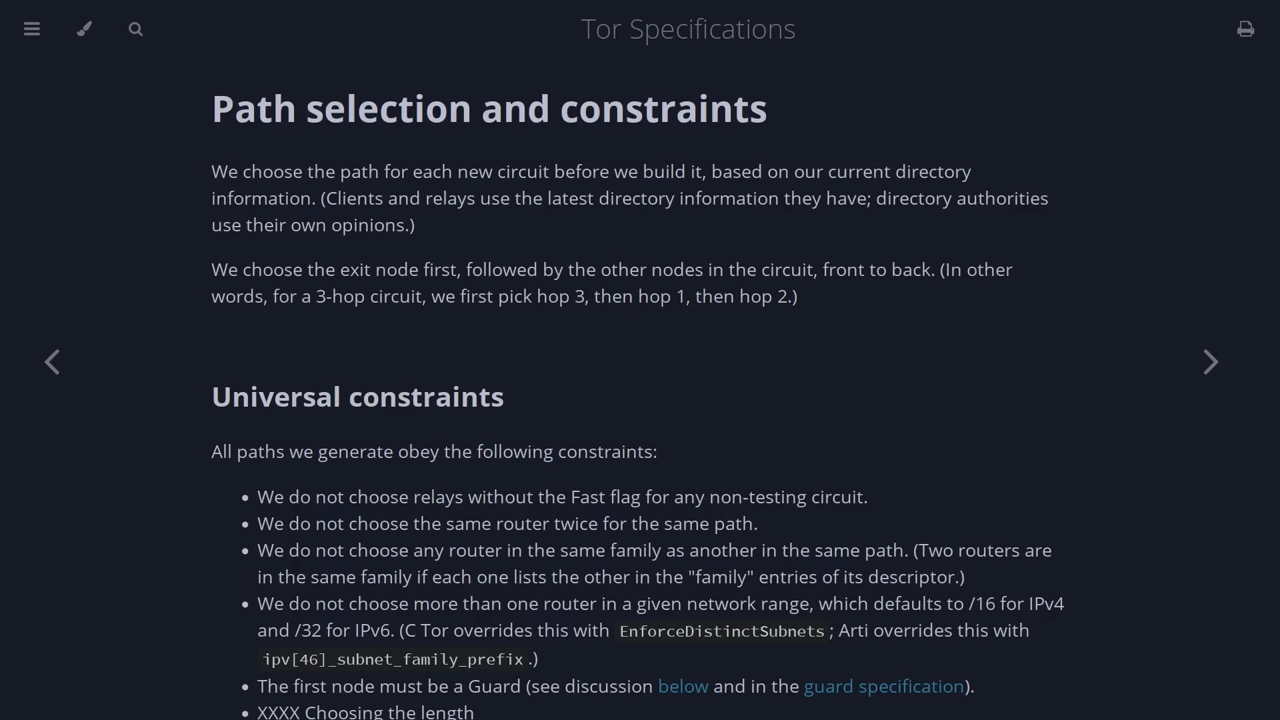 Tor Specifications
Path selection and constraints
We choose the path for each new circuit before we build it, based on our current directory
information. (Clients and relays use the latest directory information they have; directory authorities
use their own opinions.)
We choose the exit node first, followed by the other nodes in the circuit, front to back. (In other
words, for a 3-hop circuit, we first pick hop 3, then hop 1, then hop 2.)
Universal constraints
All paths we generate obey the following constraints:
• We do not choose relays without the Fast flag for any non-testing circuit.
• We do not choose the same router twice for the same path.
• We do not choose any router in the same family as another in the same path. (Two routers are
in the same family if each one lists the other in the "family" entries of its descriptor.)
• We do not choose more than one router in a given network range, which defaults to /16 for IPv4
and /32 for IPv6. (C Tor overrides this with EnforceDistinctSubnets; Arti overrides this with
ipv[46]_subnet_family_prefix.)
• The first node must be a Guard (see discussion below and in the guard specification).
• XXXX Choosing the length